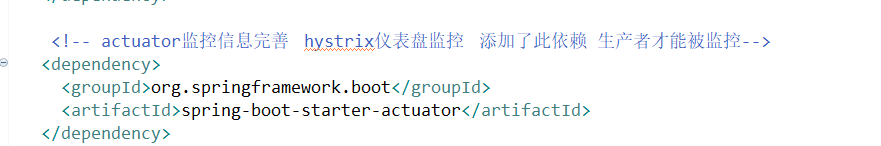 </dependency>
<!-- actuator监控信息完善 hystrix仪表盘监控 添加了此依赖 生产者才能被监控-->
<dependency>
<groupId>org.springframework.boot</groupId>
<artifactId>spring-boot-starter-actuator</artifactId>
</dependency>